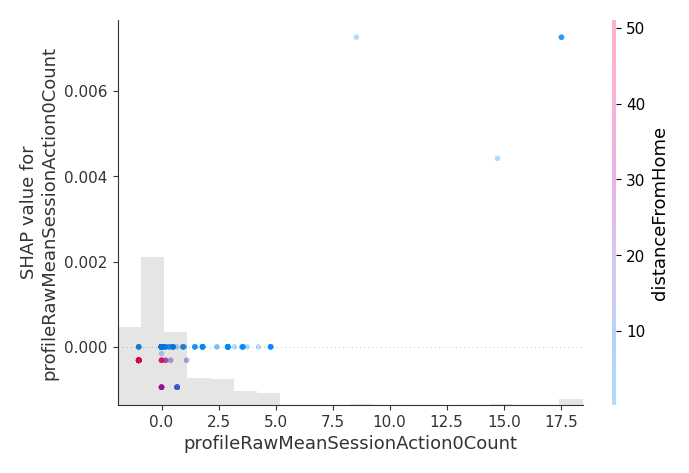 SHAP value for
profileRawMeanSessionAction0Count
0.006
0.004
0.002
0.000
0.0 2.5 5.0 7.5 10.0 12.5 15.0 17.5
profileRawMeanSessionAction0Count
50
40
30
20
10
distanceFromHome